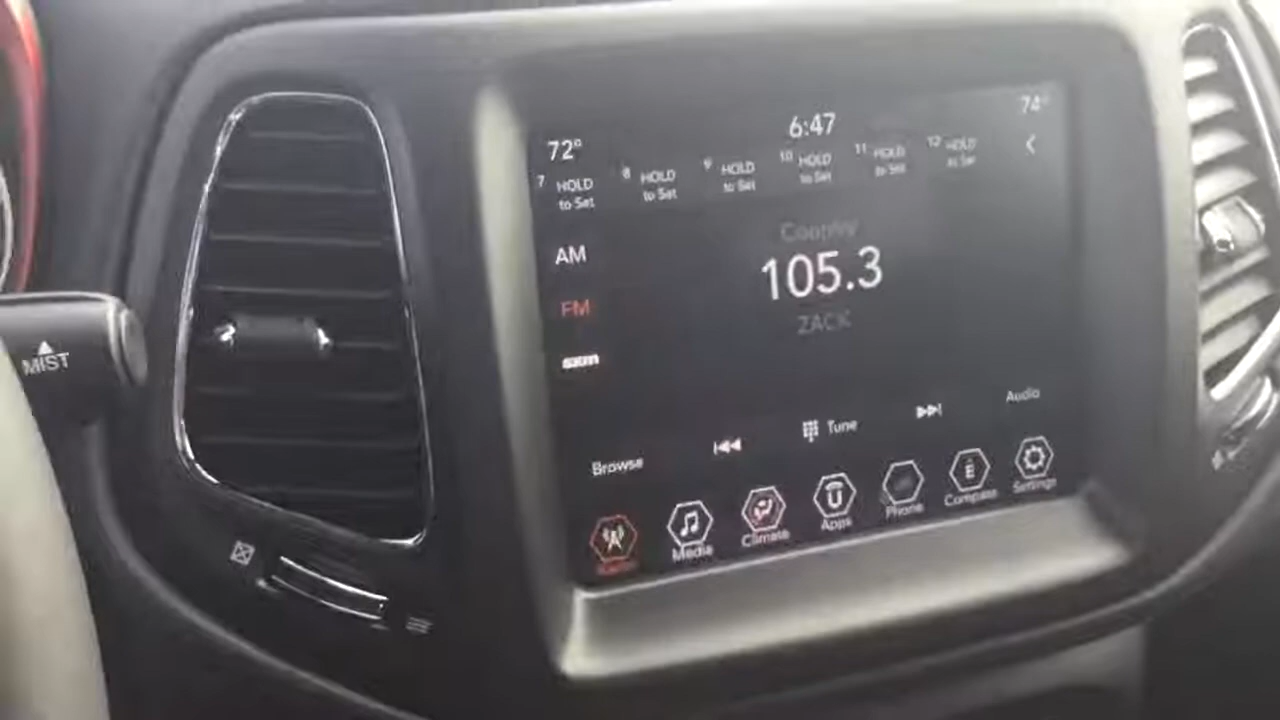 MIST
72° 6:47 74°
7 HOLD to Set 8 HOLD to Set 9 HOLD to Set 10 HOLD to Set 11 HOLD to Set 12 HOLD to Set
AM
105.3
FM
ZACK
sxm
Browse Tune Audio
Media Climate Apps Phone Compass Settings
E